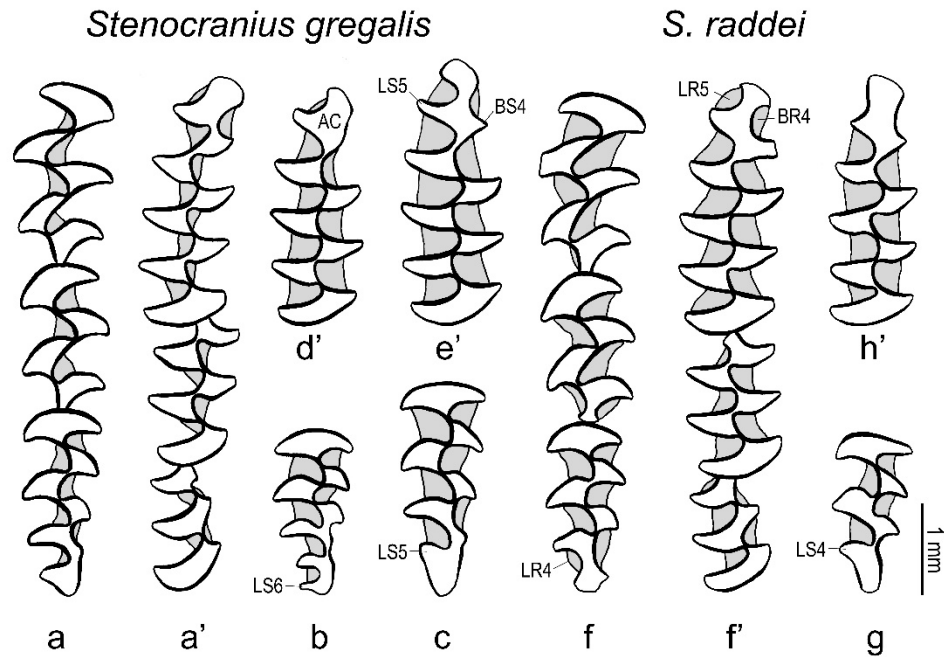 Stenocranius gregalis
S. raddei
LS5
BS4
AC
LR5
BR4
d’
e’
h’
LS6
LS5
LR4
LS4
1 mm
a
a’
b
c
f
f’
g